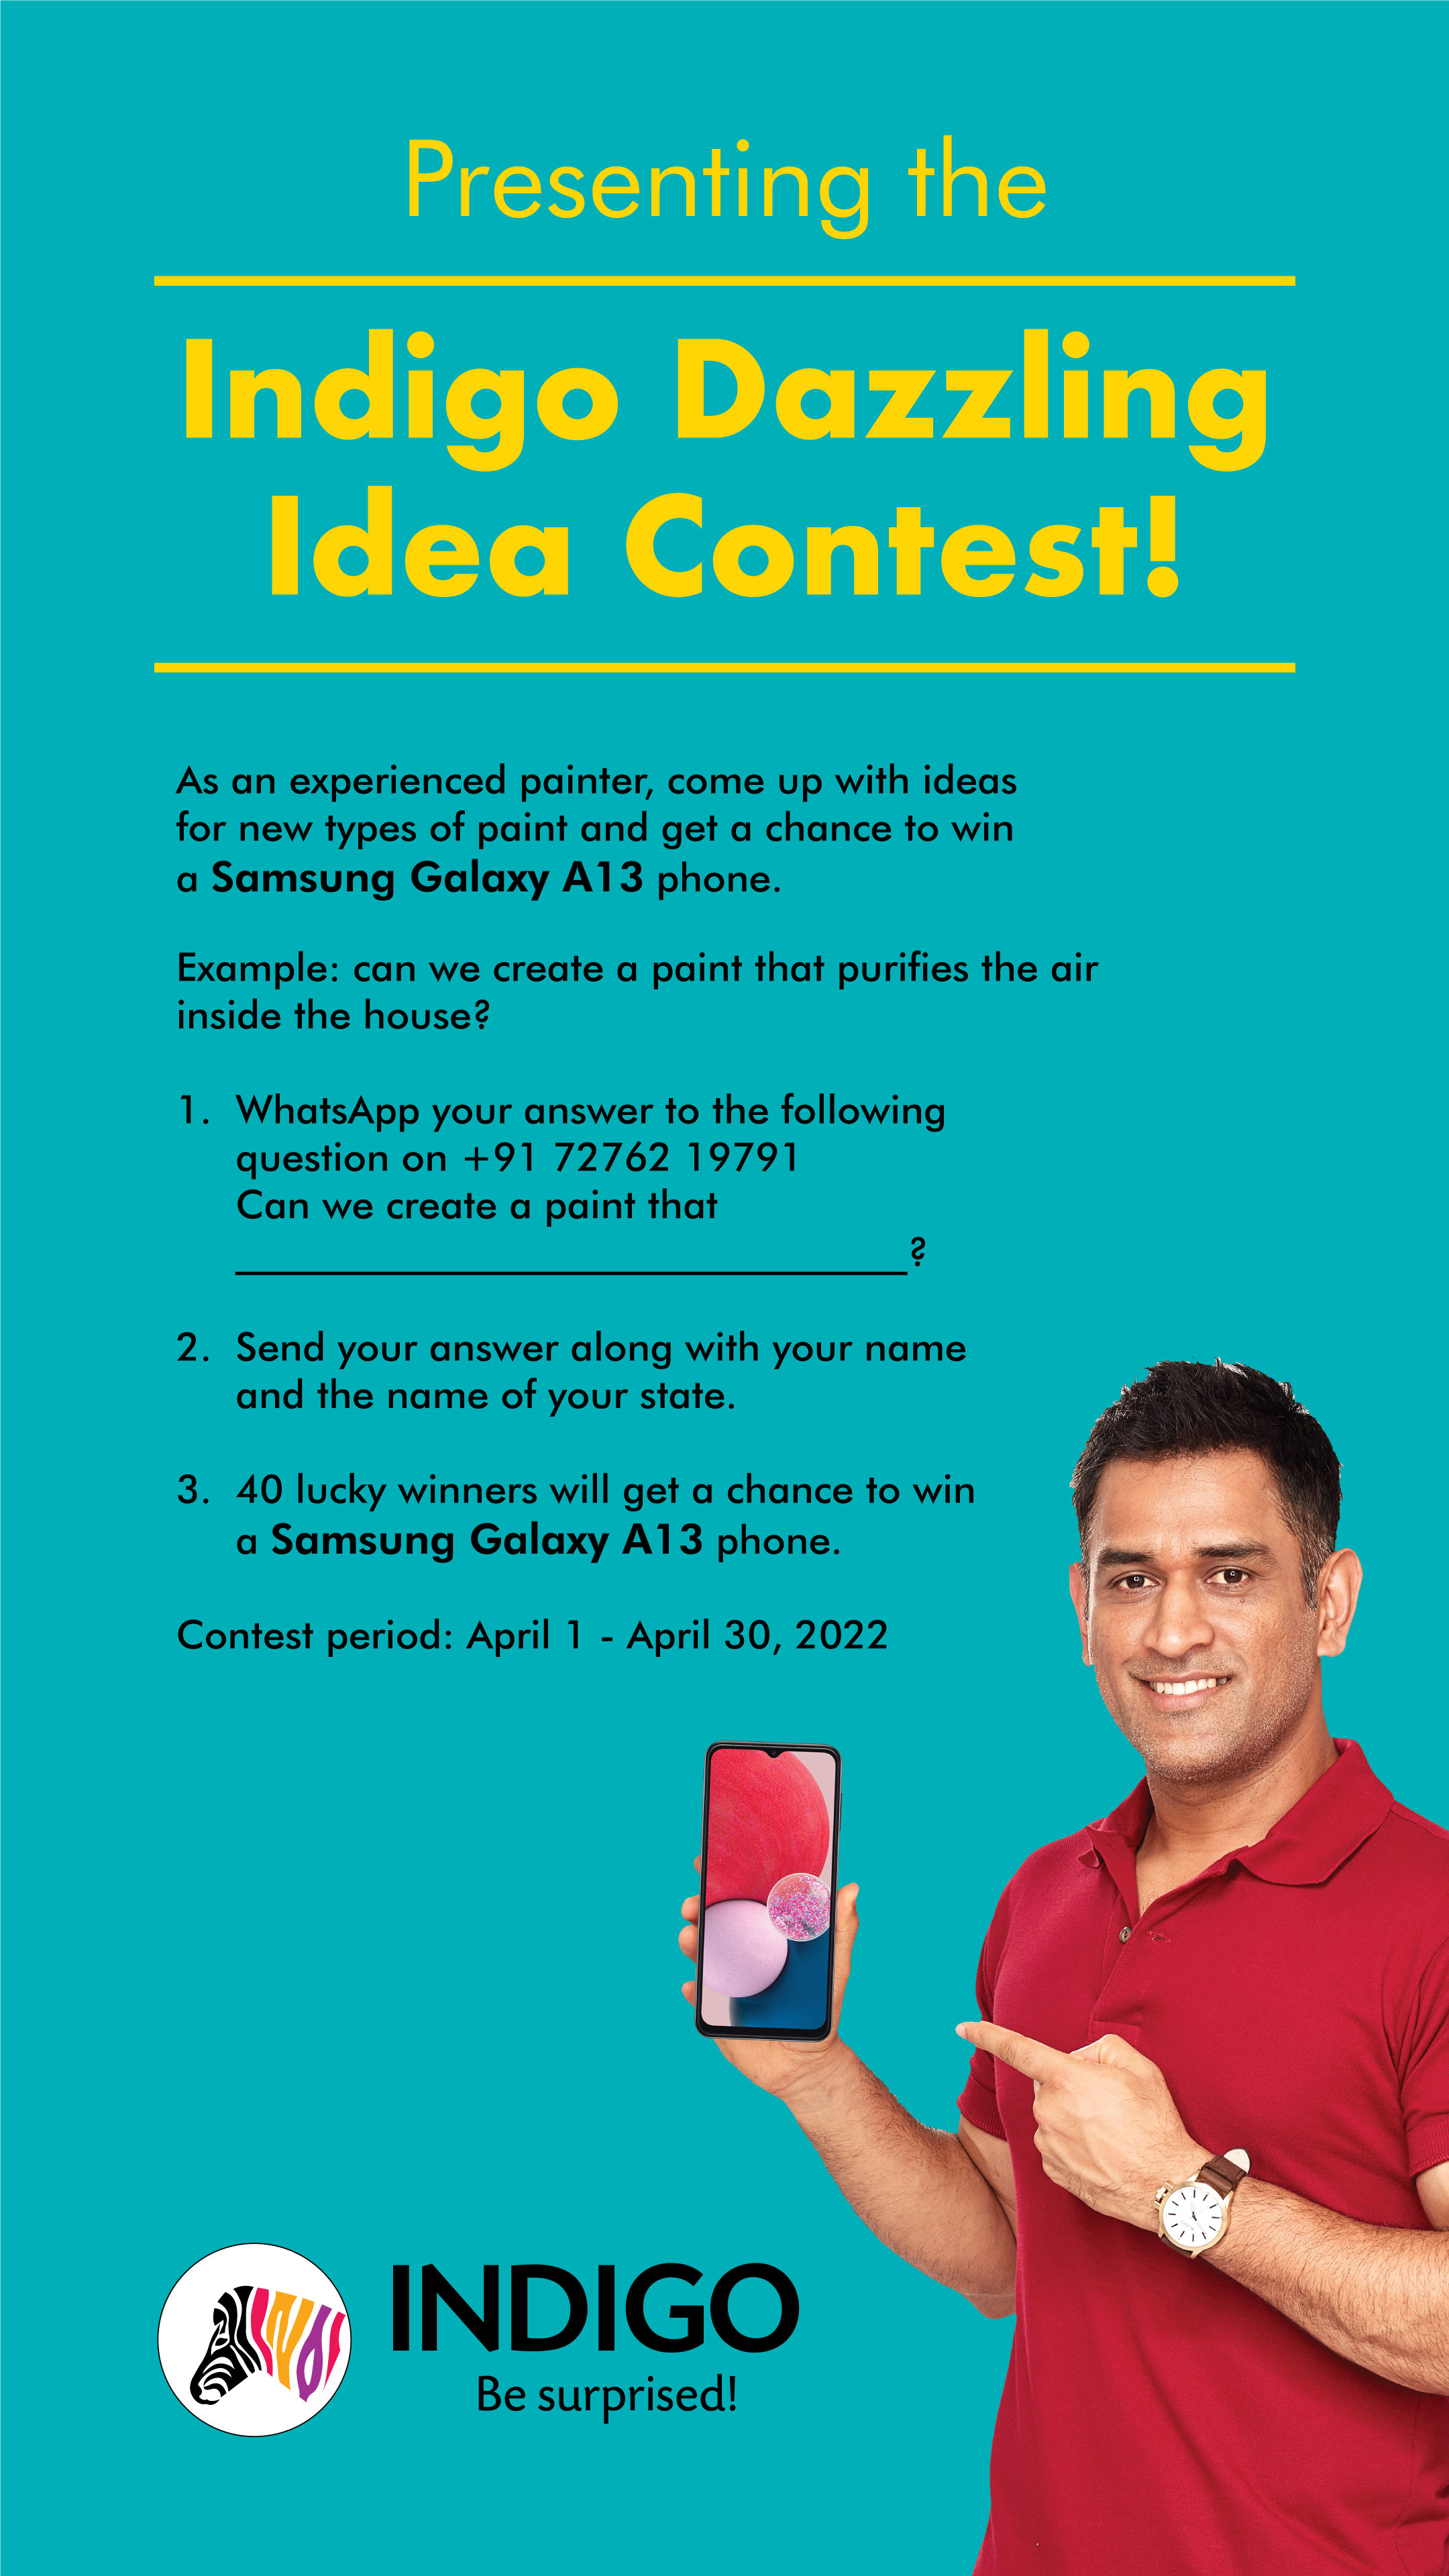 Presenting the
Indigo Dazzling
Idea Contest!
As an experienced painter, come up with ideas
for new types of paint and get a chance to win
a Samsung Galaxy A13 phone.
Example: can we create a paint that purifies the air
inside the house?
1. WhatsApp your answer to the following
question on +91 72762 19791
Can we create a paint that
?
2. Send your answer along with your name
and the name of your state.
3. 40 lucky winners will get a chance to win
a Samsung Galaxy A13 phone.
Contest period: April 1 - April 30, 2022
INDIGO
Be surprised!